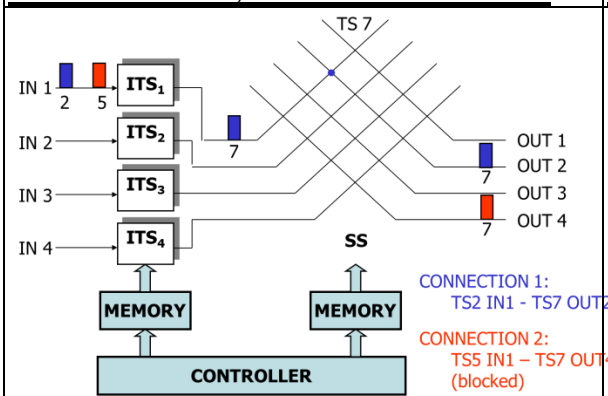 TS 7
IN 1
2
5
ITS1
7
IN 2
ITS2
OUT 1
OUT 2
7
IN 3
ITS3
OUT 3
OUT 4
7
IN 4
ITS4
SS
MEMORY
MEMORY
CONTROLLER
CONNECTION 1:
TS2 IN1 - TS7 OUT2
CONNECTION 2:
TS5 IN1 – TS7 OUT4
(blocked)